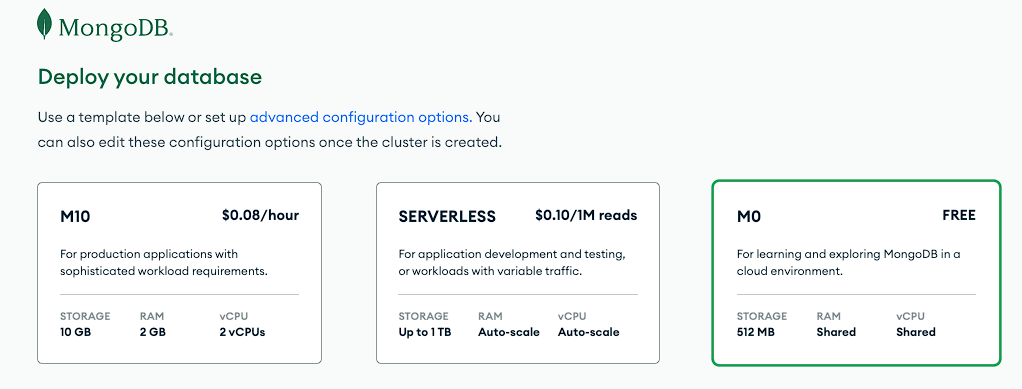 MongoDB.
Deploy your database
Use a template below or set up advanced configuration options. You
can also edit these configuration options once the cluster is created.
M10 $0.08/hour
For production applications with
sophisticated workload requirements.
STORAGE RAM vCPU
10 GB 2 GB 2 vCPUs
SERVERLESS $0.10/1M reads
For application development and testing,
or workloads with variable traffic.
STORAGE RAM vCPU
Up to 1 TB Auto-scale Auto-scale
M0 FREE
For learning and exploring MongoDB in a
cloud environment.
STORAGE RAM vCPU
512 MB Shared Shared